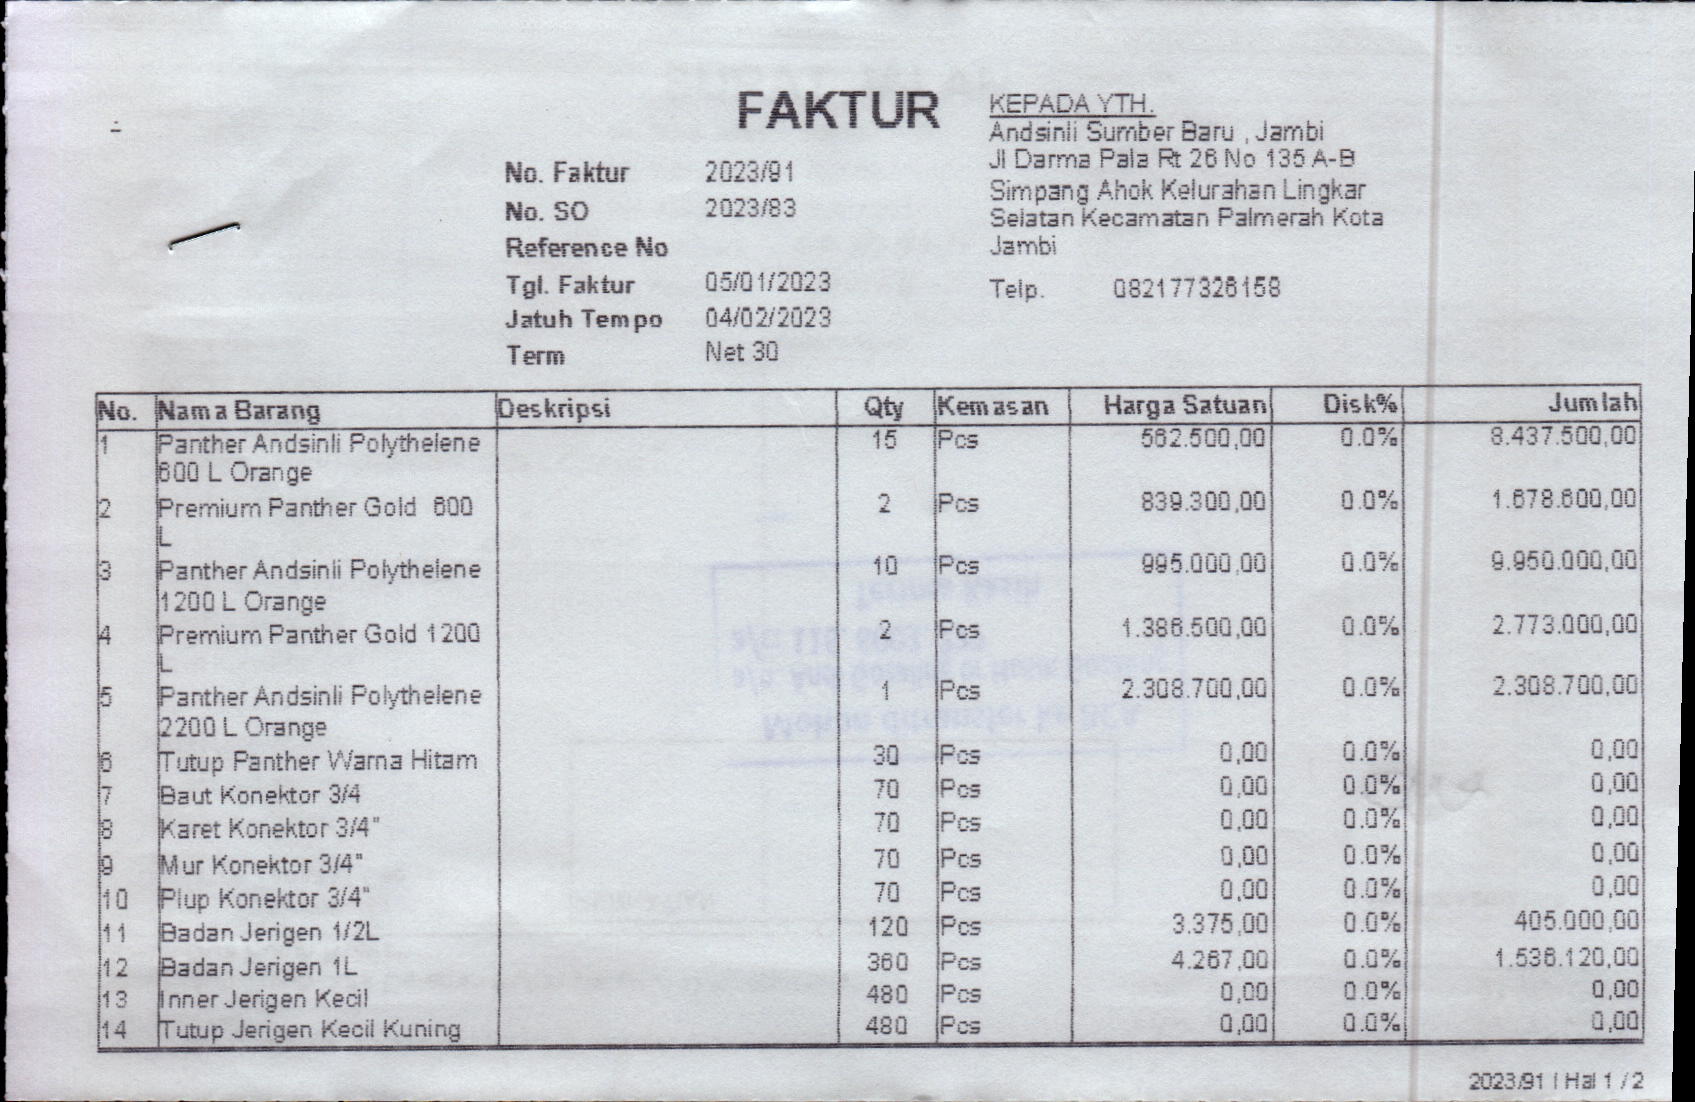 FAKTUR
No. Faktur 2023/91
No. SO 2023/83
Reference No
Tgl. Faktur 05/01/2023
Jatuh Tempo 04/02/2023
Term Net 30
KEPADA YTH.
Andsinli Sumber Baru , Jambi
Jl Darma Pala Rt 26 No 135 A-B
Simpang Ahok Kelurahan Lingkar
Selatan Kecamatan Palmerah Kota
Jambi
Telp. 082177326158
No. Nama Barang Deskripsi Qty Kemasan Harga Satuan Disk% Jumlah
1 Panther Andsinli Polythelene 15 Pcs 562.500,00 0.0% 8.437.500,00
600 L Orange
2 Premium Panther Gold 600 2 Pcs 839.300,00 0.0% 1.678.600,00
L
3 Panther Andsinli Polythelene 10 Pcs 995.000,00 0.0% 9.950.000,00
1200 L Orange
4 Premium Panther Gold 1200 2 Pcs 1.386.500,00 0.0% 2.773.000,00
L
5 Panther Andsinli Polythelene 1 Pcs 2.308.700,00 0.0% 2.308.700,00
2200 L Orange
6 Tutup Panther Warna Hitam 30 Pcs 0,00 0.0% 0,00
7 Baut Konektor 3/4 70 Pcs 0,00 0.0% 0,00
8 Karet Konektor 3/4" 70 Pcs 0,00 0.0% 0,00
9 Mur Konektor 3/4" 70 Pcs 0,00 0.0% 0,00
10 Plup Konektor 3/4" 70 Pcs 0,00 0.0% 0,00
11 Badan Jerigen 1/2L 120 Pcs 3.375,00 0.0% 405.000,00
12 Badan Jerigen 1L 360 Pcs 4.267,00 0.0% 1.536.120,00
13 Inner Jerigen Kecil 480 Pcs 0,00 0.0% 0,00
14 Tutup Jerigen Kecil Kuning 480 Pcs 0,00 0.0% 0,00
2023/91 | Hal 1 / 2